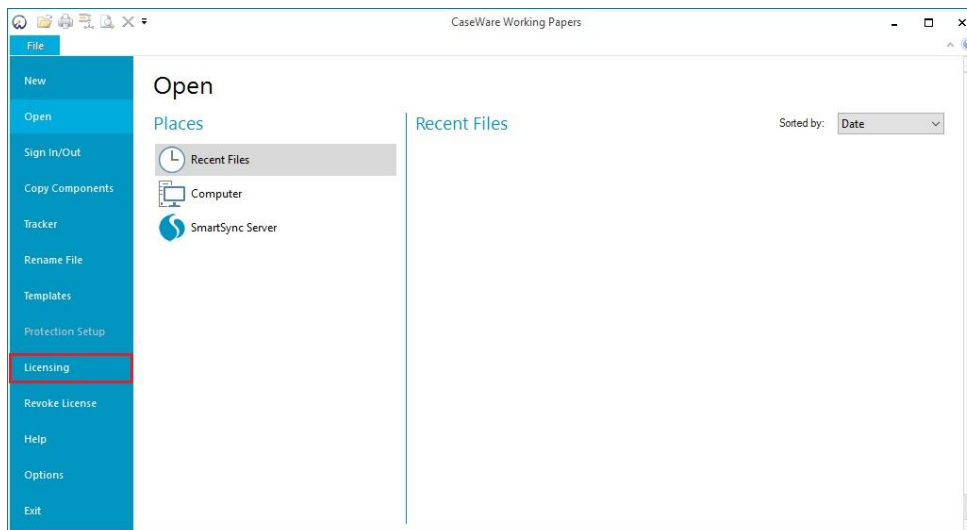 CaseWare Working Papers
File
New
Open
Sign In/Out
Copy Components
Tracker
Rename File
Templates
Protection Setup
Licensing
Revoke License
Help
Options
Exit
Open
Places
Recent Files
Computer
SmartSync Server
Recent Files
Sorted by: Date